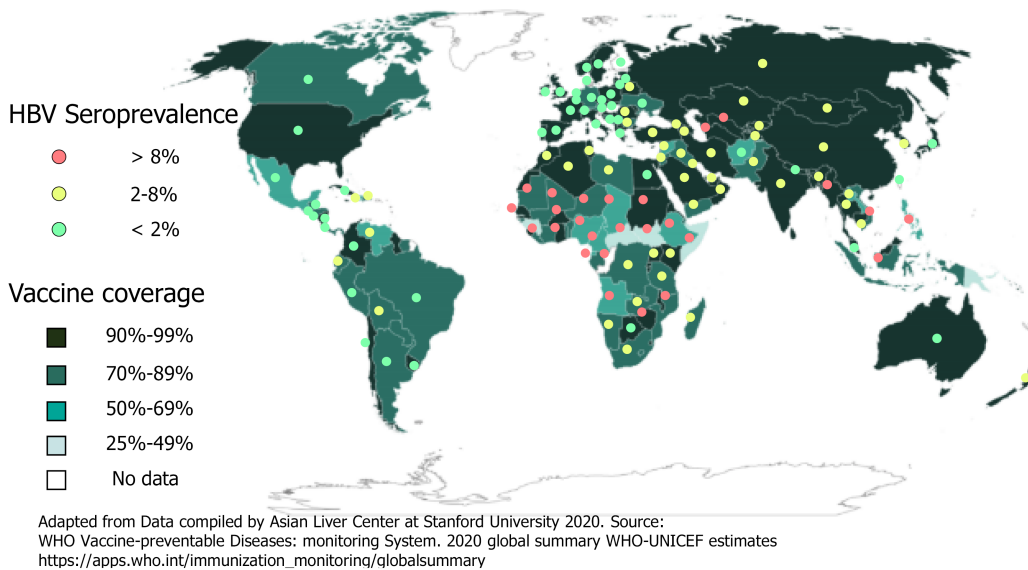 HBV Seroprevalence
> 8%
2-8%
< 2%
Vaccine coverage
90%-99%
70%-89%
50%-69%
25%-49%
No data
Adapted from Data compiled by Asian Liver Center at Stanford University 2020. Source:
WHO Vaccine-preventable Diseases: monitoring System. 2020 global summary WHO-UNICEF estimates
https://apps.who.int/immunization_monitoring/globalsummary